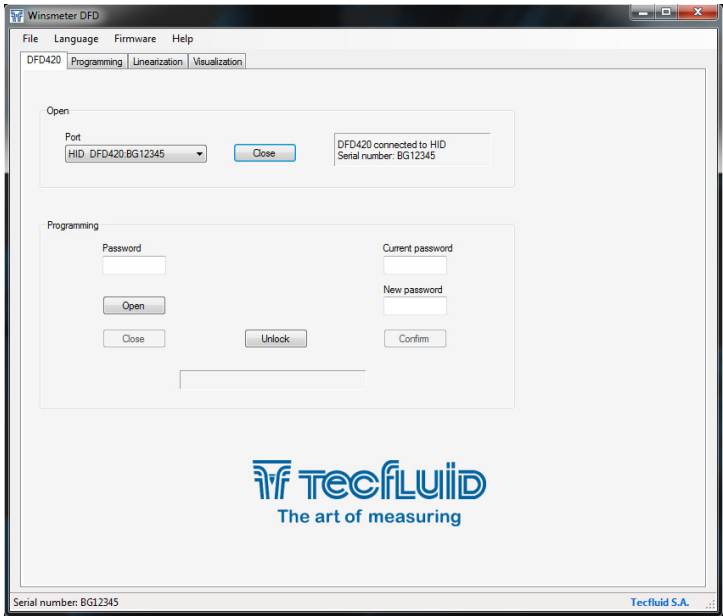 Winsmeter DFD
File Language Firmware Help
DFD420 Programming Linearization Visualization
Open
Port
HID DFD420:BG12345
Close
DFD420 connected to HID
Serial number: BG12345
Programming
Password
Current password
New password
Open
Close
Unlock
Confirm
TECFLUID
The art of measuring
Serial number: BG12345
Tecfluid S.A.